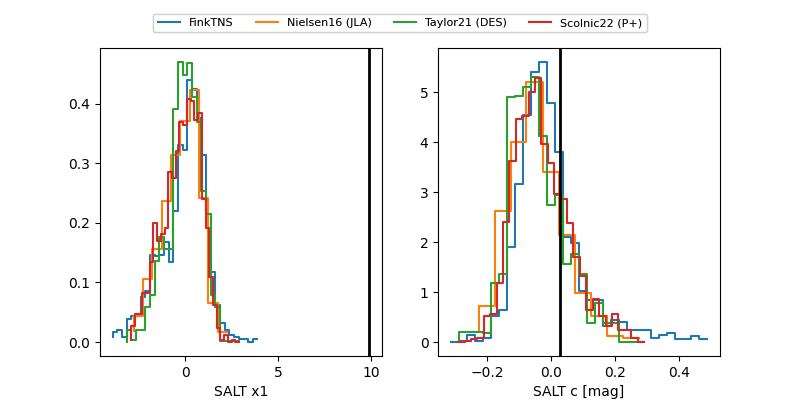 FinkTNS Nielsen16 (JLA) Taylor21 (DES) Scolnic22 (P+)
0.4
0.3
0.2
0.1
0.0
0 5 10
SALT x1
5
4
3
2
1
0
−0.2 0.0 0.2 0.4
SALT c [mag]